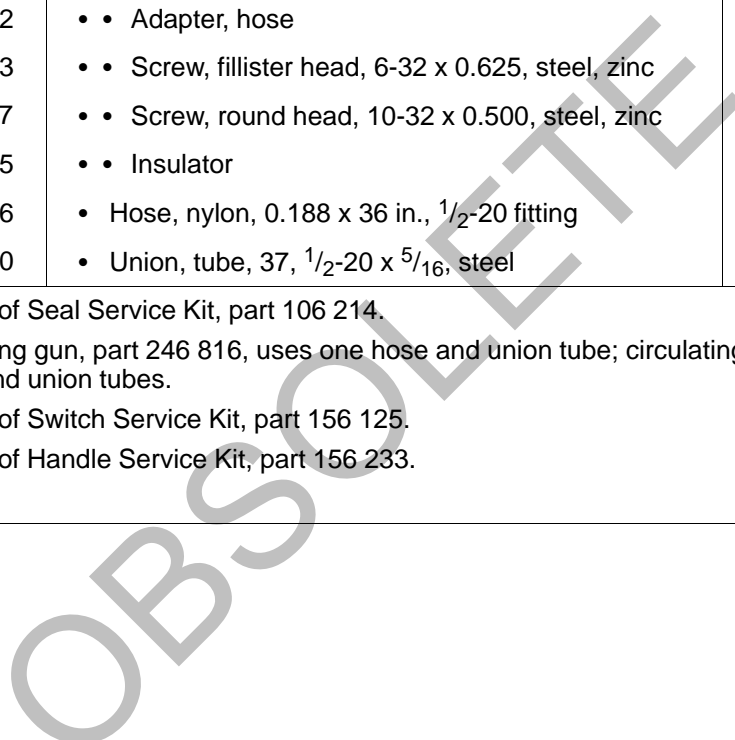 2 • • Adapter, hose
3 • • Screw, fillister head, 6-32 x 0.625, steel, zinc
7 • • Screw, round head, 10-32 x 0.500, steel, zinc
5 • • Insulator
6 • Hose, nylon, 0.188 x 36 in., 1/2-20 fitting
0 • Union, tube, 37, 1/2-20 x 5/16, steel
of Seal Service Kit, part 106 214.
ng gun, part 246 816, uses one hose and union tube; circulating
nd union tubes.
of Switch Service Kit, part 156 125.
of Handle Service Kit, part 156 233.
OBSOLETE